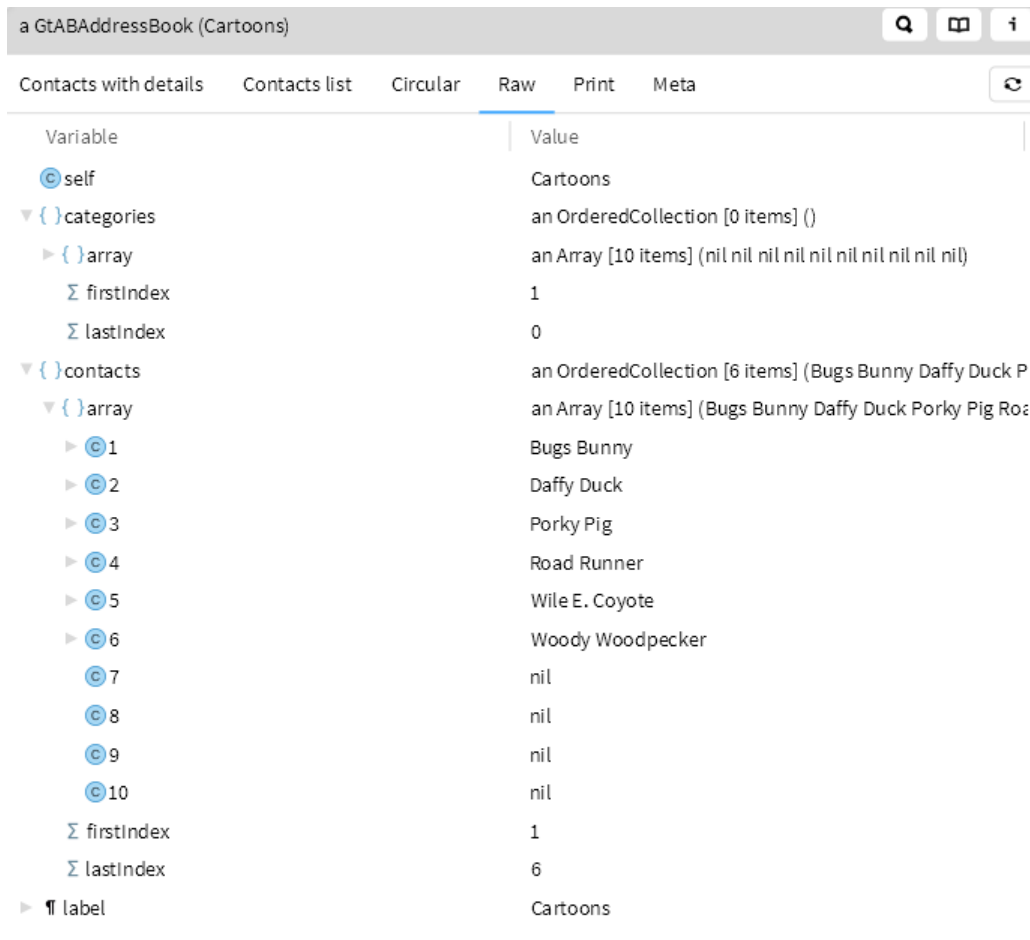 a GtABAddressBook (Cartoons)
Contacts with details Contacts list Circular Raw Print Meta
Variable Value
self Cartoons
{ }categories an OrderedCollection [0 items] ()
{ }array an Array [10 items] (nil nil nil nil nil nil nil nil nil nil)
Σ firstIndex 1
Σ lastIndex 0
{ }contacts an OrderedCollection [6 items] (Bugs Bunny Daffy Duck P
{ }array an Array [10 items] (Bugs Bunny Daffy Duck Porky Pig Roa
1 Bugs Bunny
2 Daffy Duck
3 Porky Pig
4 Road Runner
5 Wile E. Coyote
6 Woody Woodpecker
7 nil
8 nil
9 nil
10 nil
Σ firstIndex 1
Σ lastIndex 6
¶ label Cartoons